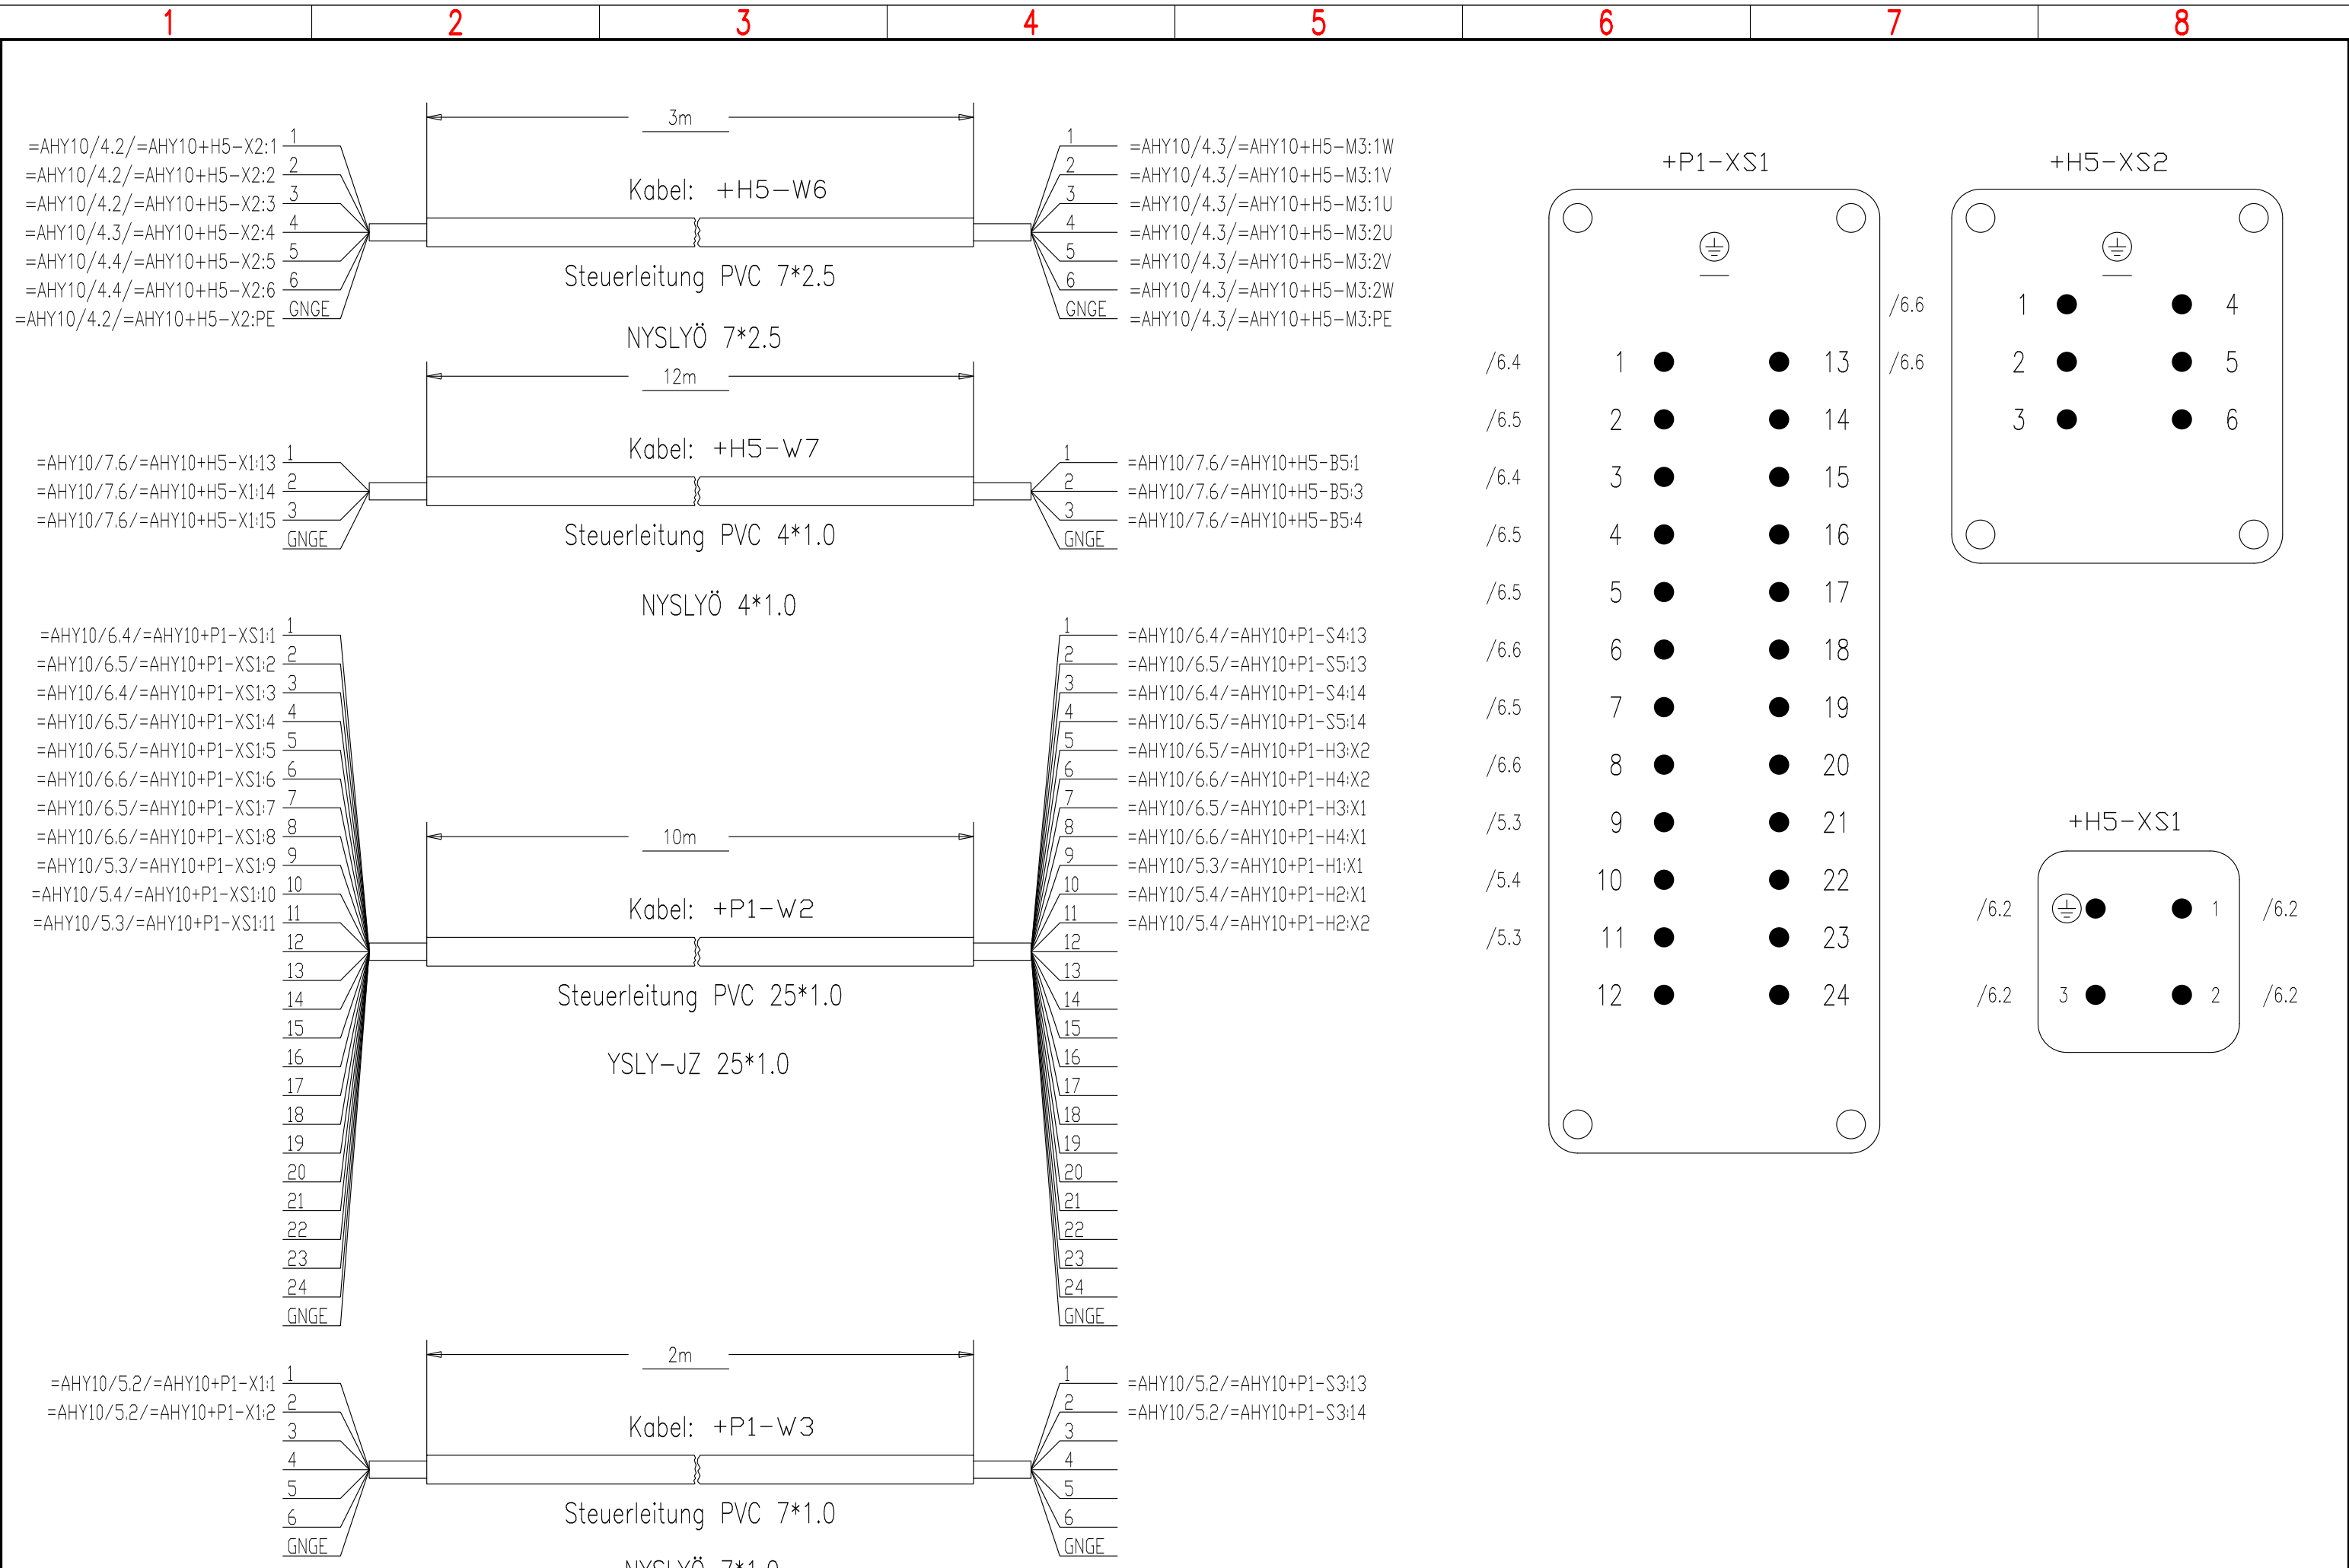 1 2 3 4 5 6 7 8
3m
=AHY10/4.2/=AHY10+H5-X2:1 1
=AHY10/4.2/=AHY10+H5-X2:2 2
=AHY10/4.2/=AHY10+H5-X2:3 3
=AHY10/4.3/=AHY10+H5-X2:4 4
=AHY10/4.4/=AHY10+H5-X2:5 5
=AHY10/4.4/=AHY10+H5-X2:6 6
=AHY10/4.2/=AHY10+H5-X2:PE GNGE
Kabel: +H5-W6
Steuerleitung PVC 7*2.5
NYSLYÖ 7*2.5
1 =AHY10/4.3/=AHY10+H5-M3:1W
2 =AHY10/4.3/=AHY10+H5-M3:1V
3 =AHY10/4.3/=AHY10+H5-M3:1U
4 =AHY10/4.3/=AHY10+H5-M3:2U
5 =AHY10/4.3/=AHY10+H5-M3:2V
6 =AHY10/4.3/=AHY10+H5-M3:2W
GNGE =AHY10/4.3/=AHY10+H5-M3:PE
12m
=AHY10/7.6/=AHY10+H5-X1:13 1
=AHY10/7.6/=AHY10+H5-X1:14 2
=AHY10/7.6/=AHY10+H5-X1:15 3
GNGE
Kabel: +H5-W7
Steuerleitung PVC 4*1.0
NYSLYÖ 4*1.0
1 =AHY10/7.6/=AHY10+H5-B5:1
2 =AHY10/7.6/=AHY10+H5-B5:3
3 =AHY10/7.6/=AHY10+H5-B5:4
GNGE
=AHY10/6.4/=AHY10+P1-XS1:1 1
=AHY10/6.5/=AHY10+P1-XS1:2 2
=AHY10/6.4/=AHY10+P1-XS1:3 3
=AHY10/6.5/=AHY10+P1-XS1:4 4
=AHY10/6.5/=AHY10+P1-XS1:5 5
=AHY10/6.6/=AHY10+P1-XS1:6 6
=AHY10/6.5/=AHY10+P1-XS1:7 7
=AHY10/6.6/=AHY10+P1-XS1:8 8
=AHY10/5.3/=AHY10+P1-XS1:9 9
=AHY10/5.4/=AHY10+P1-XS1:10 10
=AHY10/5.3/=AHY10+P1-XS1:11 11
12
13
14
15
16
17
18
19
20
21
22
23
24
GNGE
10m
Kabel: +P1-W2
Steuerleitung PVC 25*1.0
YSLY-JZ 25*1.0
1 =AHY10/6.4/=AHY10+P1-S4:13
2 =AHY10/6.5/=AHY10+P1-S5:13
3 =AHY10/6.4/=AHY10+P1-S4:14
4 =AHY10/6.5/=AHY10+P1-S5:14
5 =AHY10/6.5/=AHY10+P1-H3:X2
6 =AHY10/6.6/=AHY10+P1-H4:X2
7 =AHY10/6.5/=AHY10+P1-H3:X1
8 =AHY10/6.6/=AHY10+P1-H4:X1
9 =AHY10/5.3/=AHY10+P1-H1:X1
10 =AHY10/5.4/=AHY10+P1-H2:X1
11 =AHY10/5.4/=AHY10+P1-H2:X2
12
13
14
15
16
17
18
19
20
21
22
23
24
GNGE
2m
=AHY10/5.2/=AHY10+P1-X1:1 1
=AHY10/5.2/=AHY10+P1-X1:2 2
3
4
5
6
GNGE
Kabel: +P1-W3
Steuerleitung PVC 7*1.0
NYSLYÖ 7*1.0
1 =AHY10/5.2/=AHY10+P1-S3:13
2 =AHY10/5.2/=AHY10+P1-S3:14
3
4
5
6
GNGE
+P1-XS1
/6.4 1 13
/6.5 2 14
/6.4 3 15
/6.5 4 16
/6.5 5 17
/6.6 6 18
/6.5 7 19
/6.6 8 20
/5.3 9 21
/5.4 10 22
/5.3 11 23
12 24
+H5-XS2
/6.6 1 4
/6.6 2 5
3 6
+H5-XS1
/6.2 1 /6.2
/6.2 3 2 /6.2